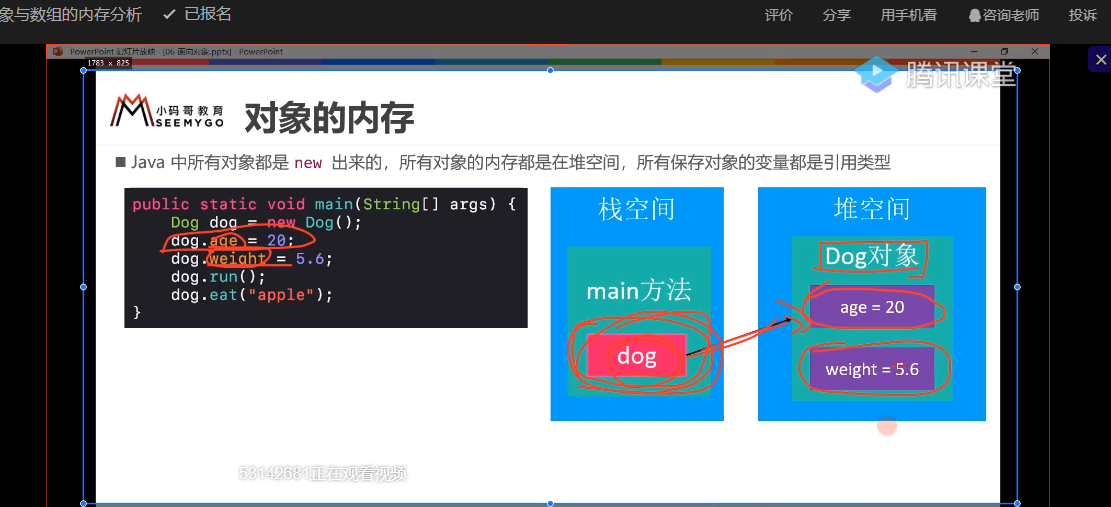 象与数组的内存分析 ✓ 已报名 评价 分享 用手机看 咨询老师 投诉
PowerPoint 幻灯片放映 - [06-面向对象.pptx] - PowerPoint
1783 x 825
腾讯课堂
小码哥教育
SEEMYGO
对象的内存
Java 中所有对象都是 new 出来的，所有对象的内存都是在堆空间，所有保存对象的变量都是引用类型
public static void main(String[] args) {
Dog dog = new Dog();
dog.age = 20;
dog.weight = 5.6;
dog.run();
dog.eat("apple");
}
栈空间
main方法
dog
堆空间
Dog对象
age = 20
weight = 5.6
53142681正在观看视频